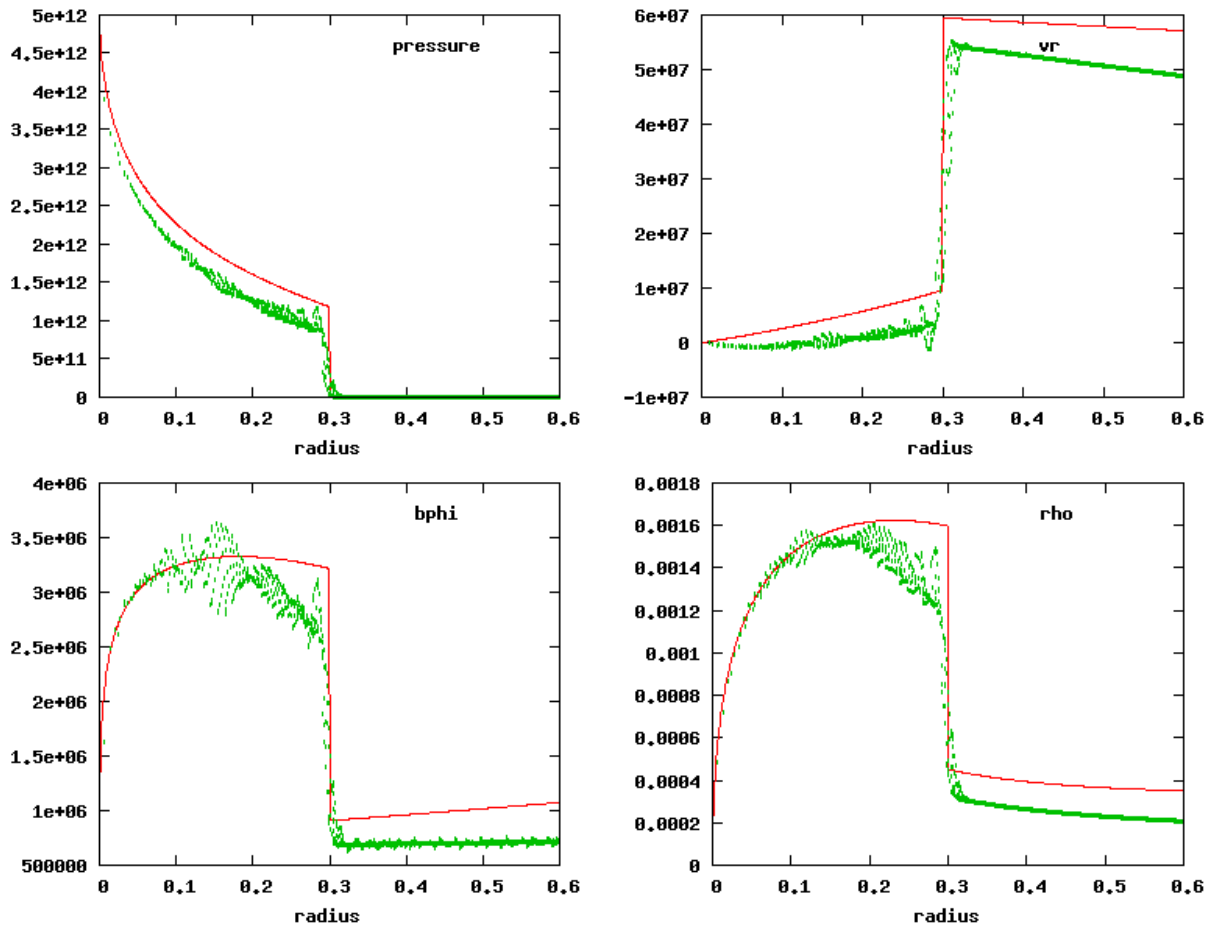 5e+12
4.5e+12
4e+12
3.5e+12
3e+12
2.5e+12
2e+12
1.5e+12
1e+12
5e+11
0
pressure
0 0.1 0.2 0.3 0.4 0.5 0.6
radius
6e+07
5e+07
4e+07
3e+07
2e+07
1e+07
0
-1e+07
vr
0 0.1 0.2 0.3 0.4 0.5 0.6
radius
4e+06
3.5e+06
3e+06
2.5e+06
2e+06
1.5e+06
1e+06
500000
bphi
0 0.1 0.2 0.3 0.4 0.5 0.6
radius
0.0018
0.0016
0.0014
0.0012
0.001
0.0008
0.0006
0.0004
0.0002
0
rho
0 0.1 0.2 0.3 0.4 0.5 0.6
radius